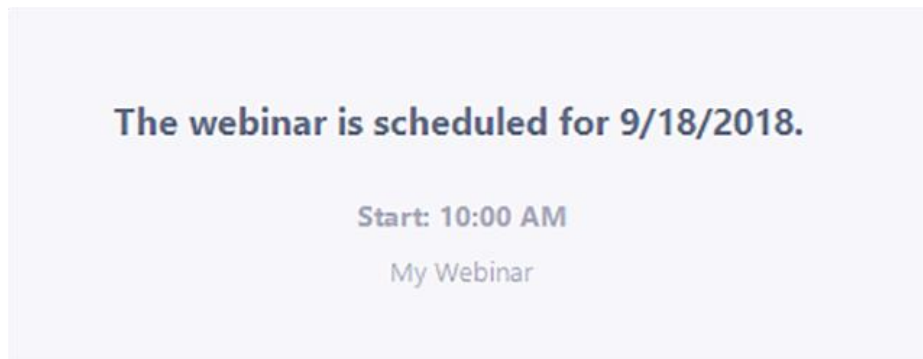 The webinar is scheduled for 9/18/2018.
Start: 10:00 AM
My Webinar